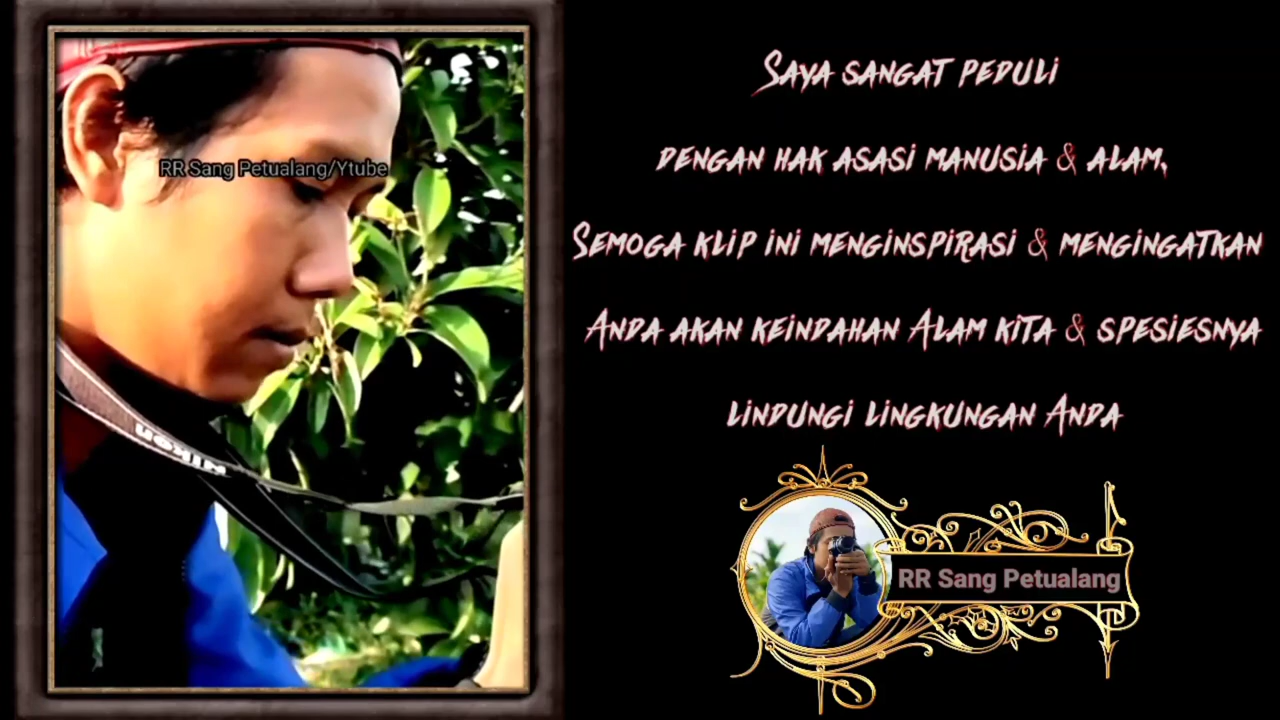 RR Sang Petualang/Ytube
Nikon
Saya sangat peduli
dengan hak asasi manusia & alam,
Semoga klip ini menginspirasi & mengingatkan
Anda akan keindahan Alam kita & spesiesnya
lindungi lingkungan Anda
RR Sang Petualang